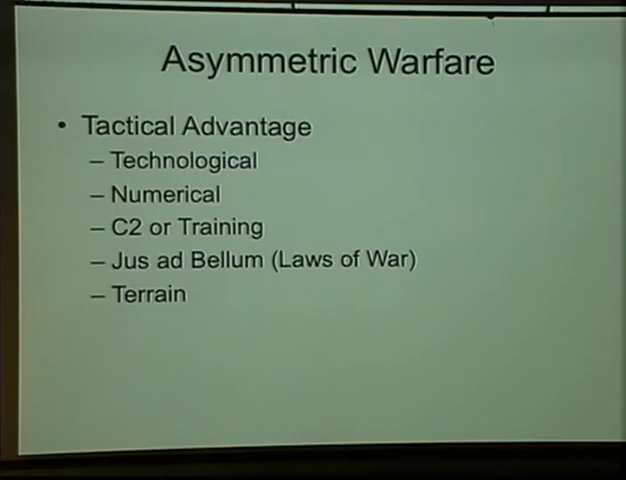 Asymmetric Warfare
• Tactical Advantage
– Technological
– Numerical
– C2 or Training
– Jus ad Bellum (Laws of War)
– Terrain